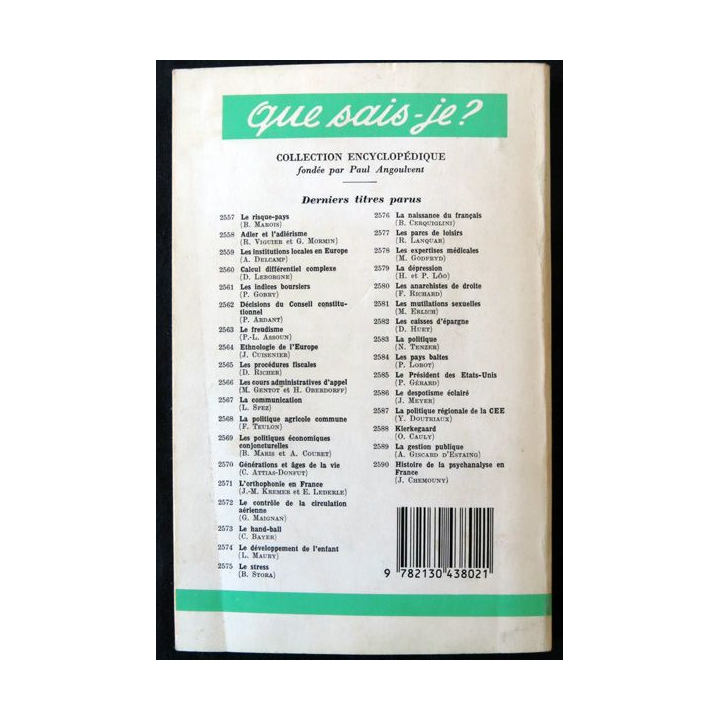 que sais-je?
COLLECTION ENCYCLOPÉDIQUE
fondée par Paul Angoulvent
Derniers titres parus
2557 Le risque-pays
(B. Marois)
2558 Adler et l'adlérisme
(R. Viguier et G. Mormin)
2559 Les institutions locales en Europe
(A. Delcamp)
2560 Calcul différentiel complexe
(D. Leborgne)
2561 Les indices boursiers
(P. Gobry)
2562 Décisions du Conseil constitu-
tionnel
(P. Ardant)
2563 Le freudisme
(P.-L. Assoun)
2564 Ethnologie de l'Europe
(J. Cuisenier)
2565 Les procédures fiscales
(D. Richer)
2566 Les cours administratives d'appel
(M. Gentot et H. Oberdorff)
2567 La communication
(L. Sfez)
2568 La politique agricole commune
(F. Teulon)
2569 Les politiques économiques
conjoncturelles
(B. Maris et A. Couret)
2570 Générations et âges de la vie
(C. Attias-Donfut)
2571 L'orthophonie en France
(J.-M. Kremer et E. Lederlé)
2572 Le contrôle de la circulation
aérienne
(G. Maignan)
2573 Le hand-ball
(C. Bayer)
2574 Le développement de l'enfant
(L. Maury)
2575 Le stress
(B. Stora)
2576 La naissance du français
(B. Cerquiglini)
2577 Les parcs de loisirs
(R. Lanquar)
2578 Les expertises médicales
(M. Godfryd)
2579 La dépression
(H. et P. Lôô)
2580 Les anarchistes de droite
(F. Richard)
2581 Les mutilations sexuelles
(M. Erlich)
2582 Les caisses d'épargne
(D. Huet)
2583 La politique
(N. Tenzer)
2584 Les pays baltes
(P. Lorot)
2585 Le Président des Etats-Unis
(P. Gérard)
2586 Le despotisme éclairé
(J. Meyer)
2587 La politique régionale de la CEE
(Y. Doutriaux)
2588 Kierkegaard
(O. Cauly)
2589 La gestion publique
(A. Giscard d'Estaing)
2590 Histoire de la psychanalyse en
France
(J. Chemouny)
9 782130 438021